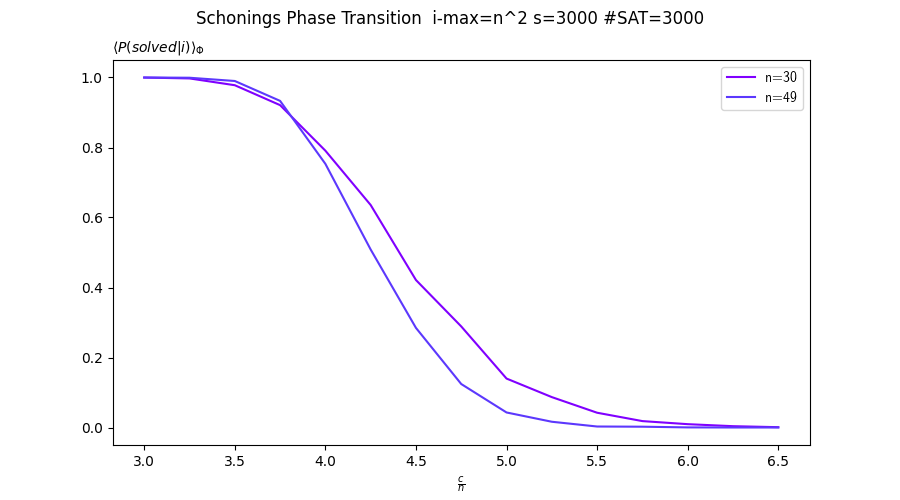 Schonings Phase Transition  i-max=n^2 s=3000 #SAT=3000
⟨P(solved|i)⟩_Φ
n=30
n=49
1.0
0.8
0.6
0.4
0.2
0.0
3.0 3.5 4.0 4.5 5.0 5.5 6.0 6.5
c/n